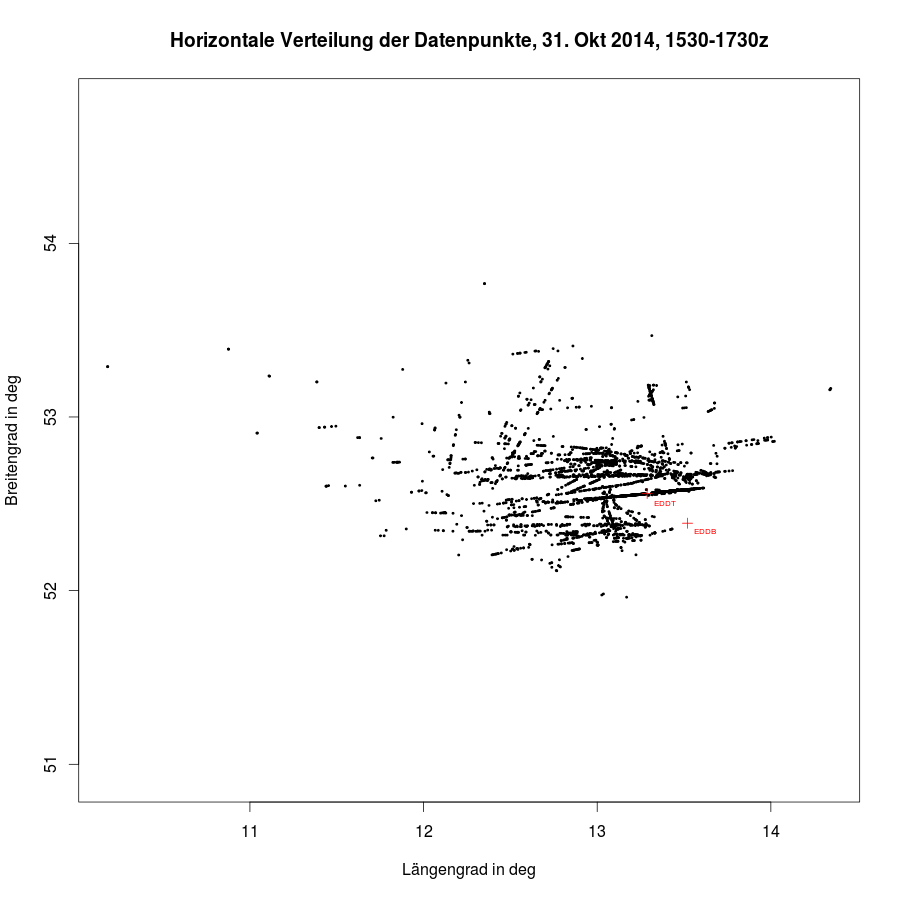 Horizontale Verteilung der Datenpunkte, 31. Okt 2014, 1530-1730z
54
53
52
51
Breitengrad in deg
EDDT
EDDB
11 12 13 14
Längengrad in deg